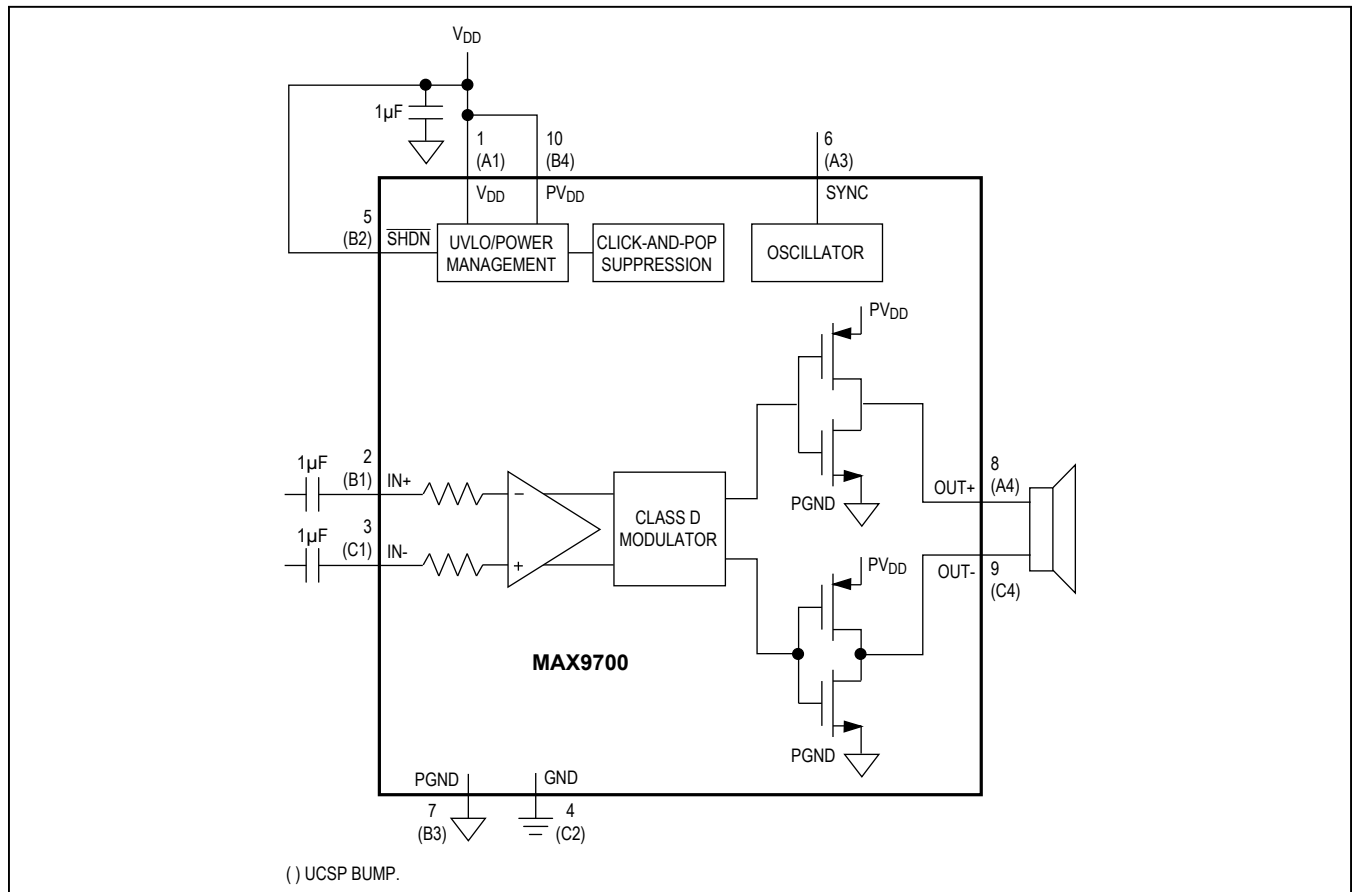 VDD
1µF
1
(A1)
10
(B4)
6
(A3)
VDD
PVDD
SYNC
5
(B2)
SHDN
UVLO/POWER
MANAGEMENT
CLICK-AND-POP
SUPPRESSION
OSCILLATOR
PVDD
1µF
2
(B1)
IN+
−
CLASS D
MODULATOR
PGND
OUT+
8
(A4)
1µF
3
(C1)
IN-
+
PVDD
OUT-
9
(C4)
MAX9700
PGND
PGND
GND
7
(B3)
4
(C2)
( ) UCSP BUMP.